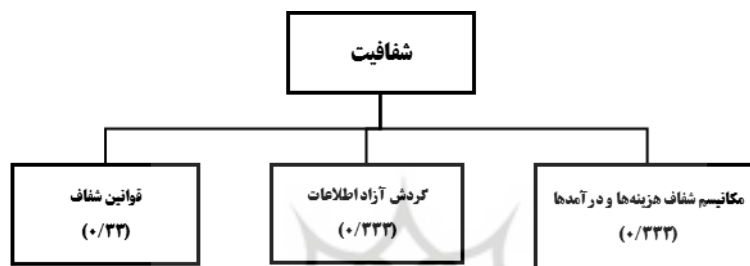 شفافیت
مکانیسم شفاف هزینه‌ها و درآمدها
(۰/۳۳۳)
گردش آزاد اطلاعات
(۰/۳۳۳)
قوانین شفاف
(۰/۳۳)